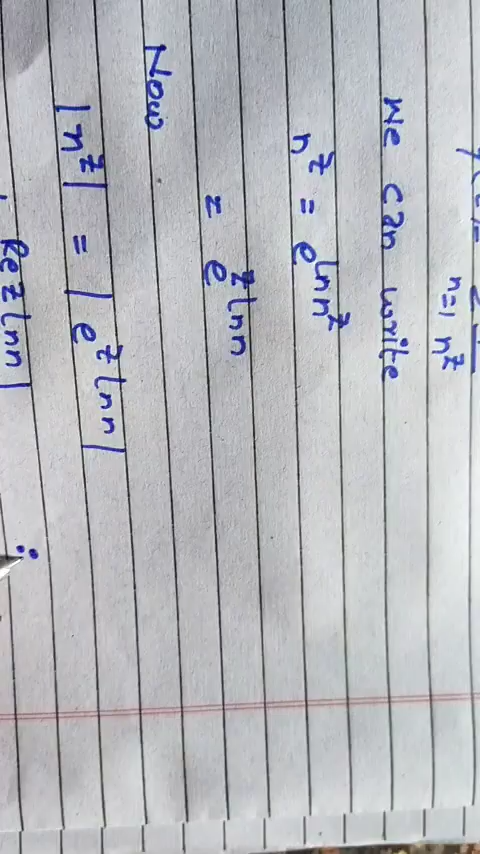 n=1 n^z
We can write
n^z = e^{ln n^z}
= e^{z ln n}
Now
|n^z| = |e^{z ln n}|
Re z ln n| ∵